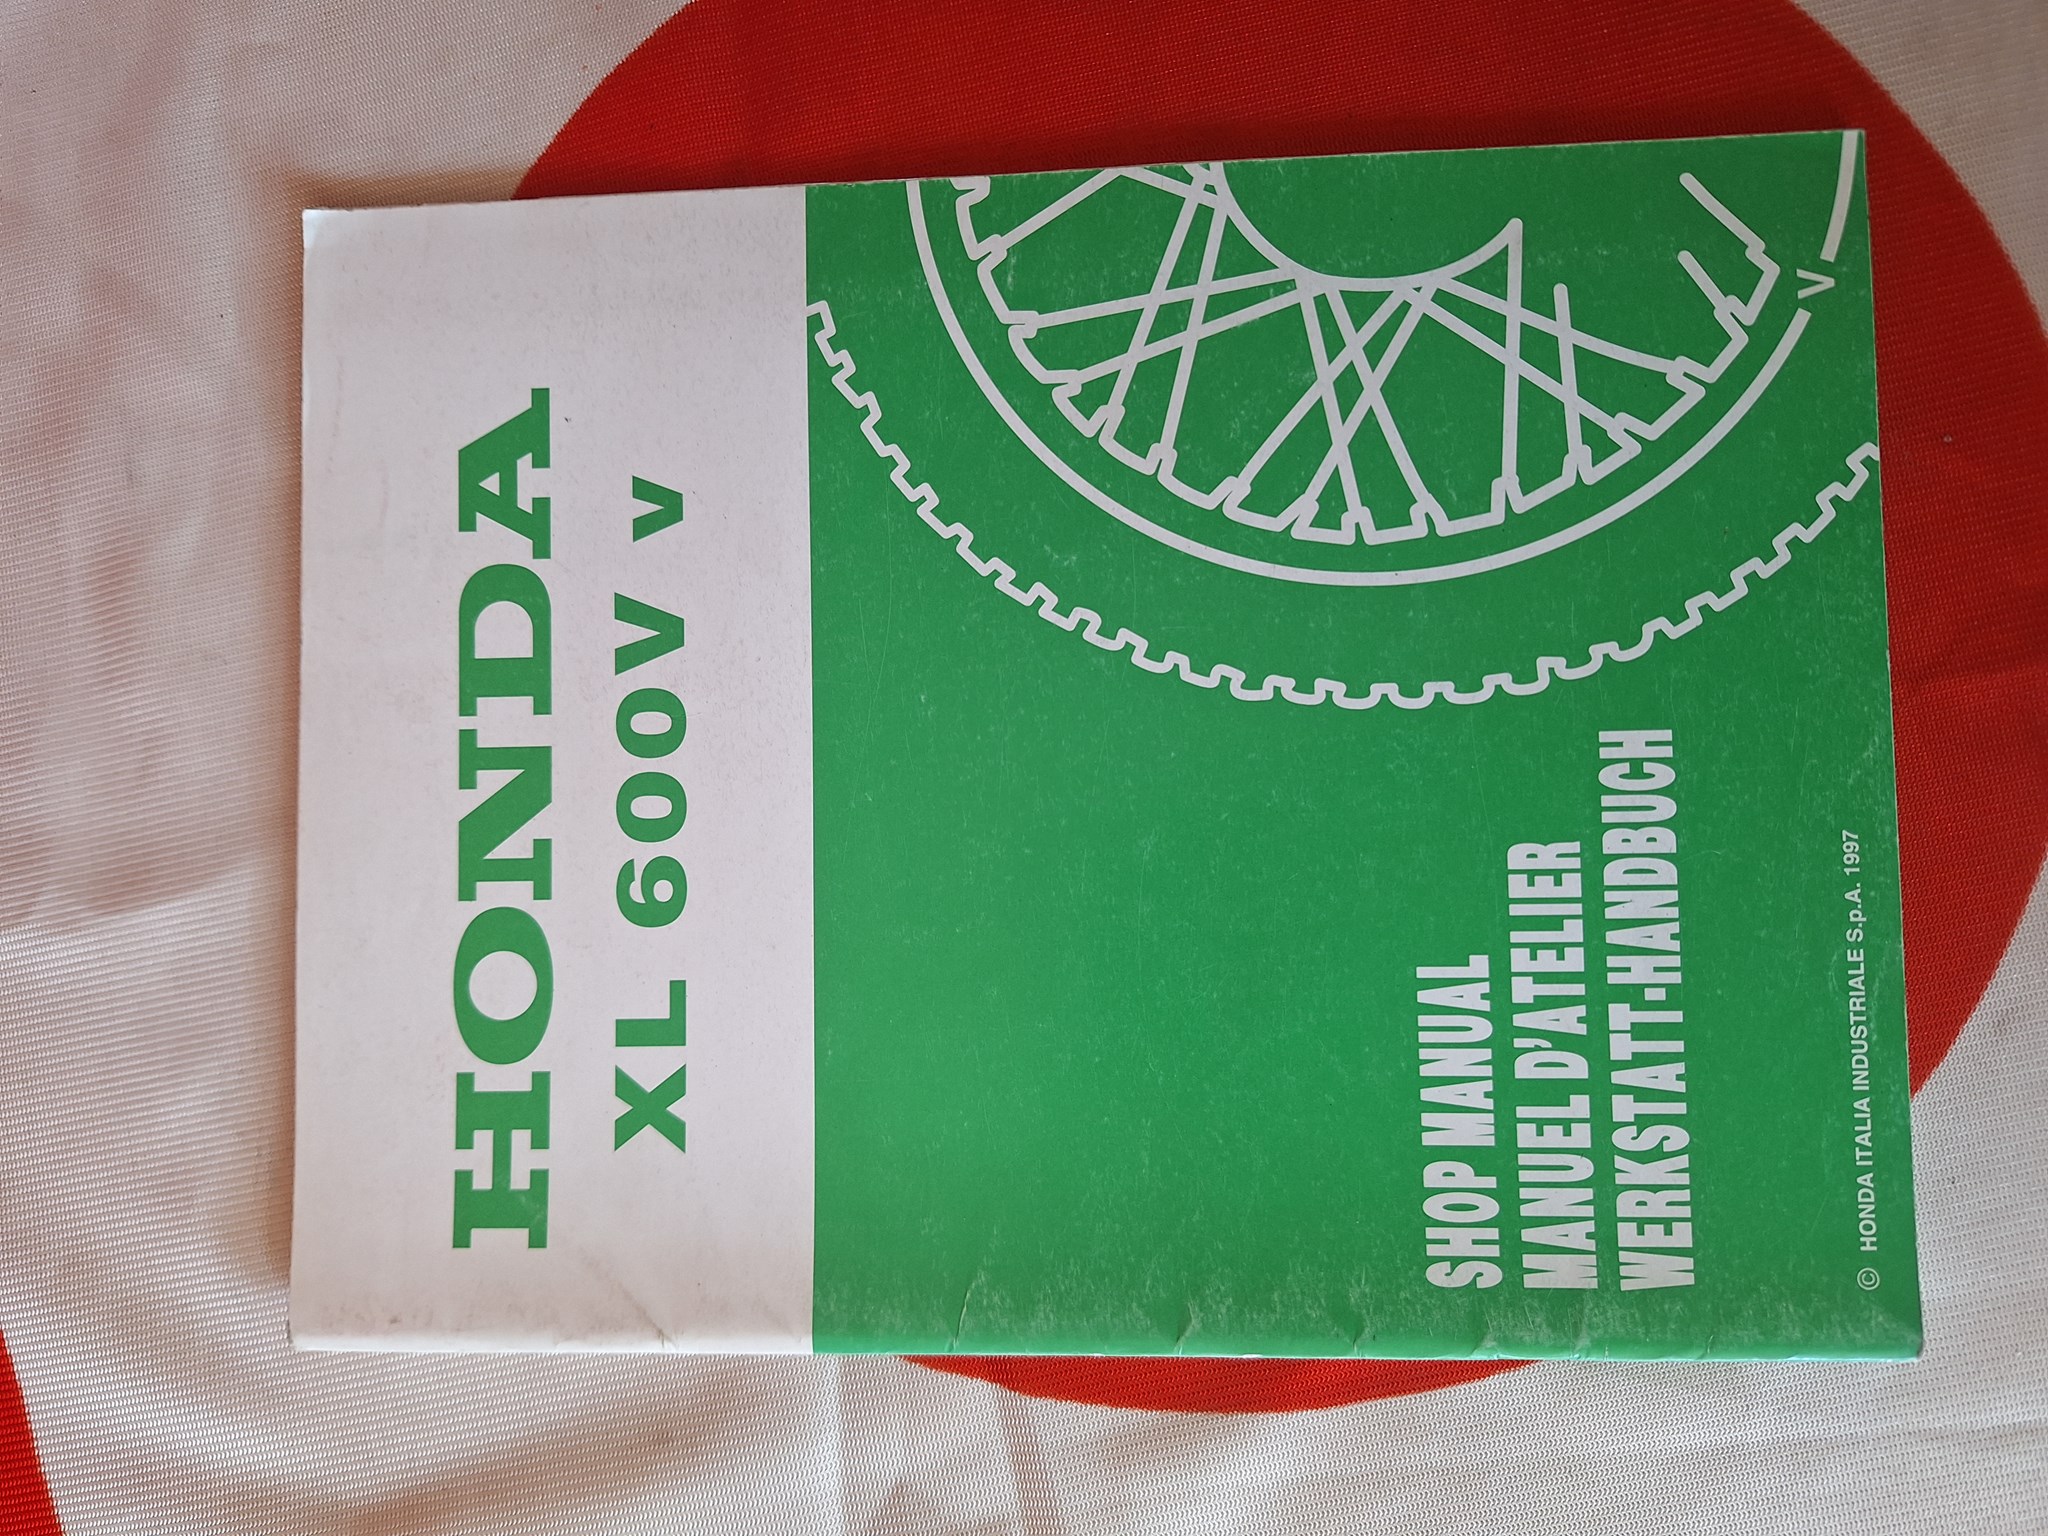 HONDA
XL 600V v
V
SHOP MANUAL
MANUEL D'ATELIER
WERKSTATT-HANDBUCH
© HONDA ITALIA INDUSTRIALE S.p.A. 1997